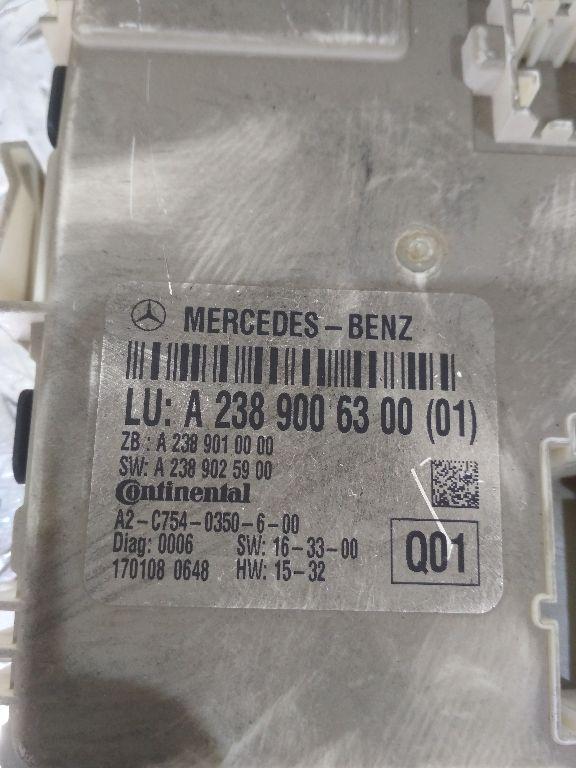 MERCEDES-BENZ
LU: A 238 900 63 00 (01)
ZB : A 238 901 00 00
SW: A 238 902 59 00
Continental
A2-C754-0350-6-00
Diag: 0006 SW: 16-33-00
170108 0648 HW: 15-32
Q01